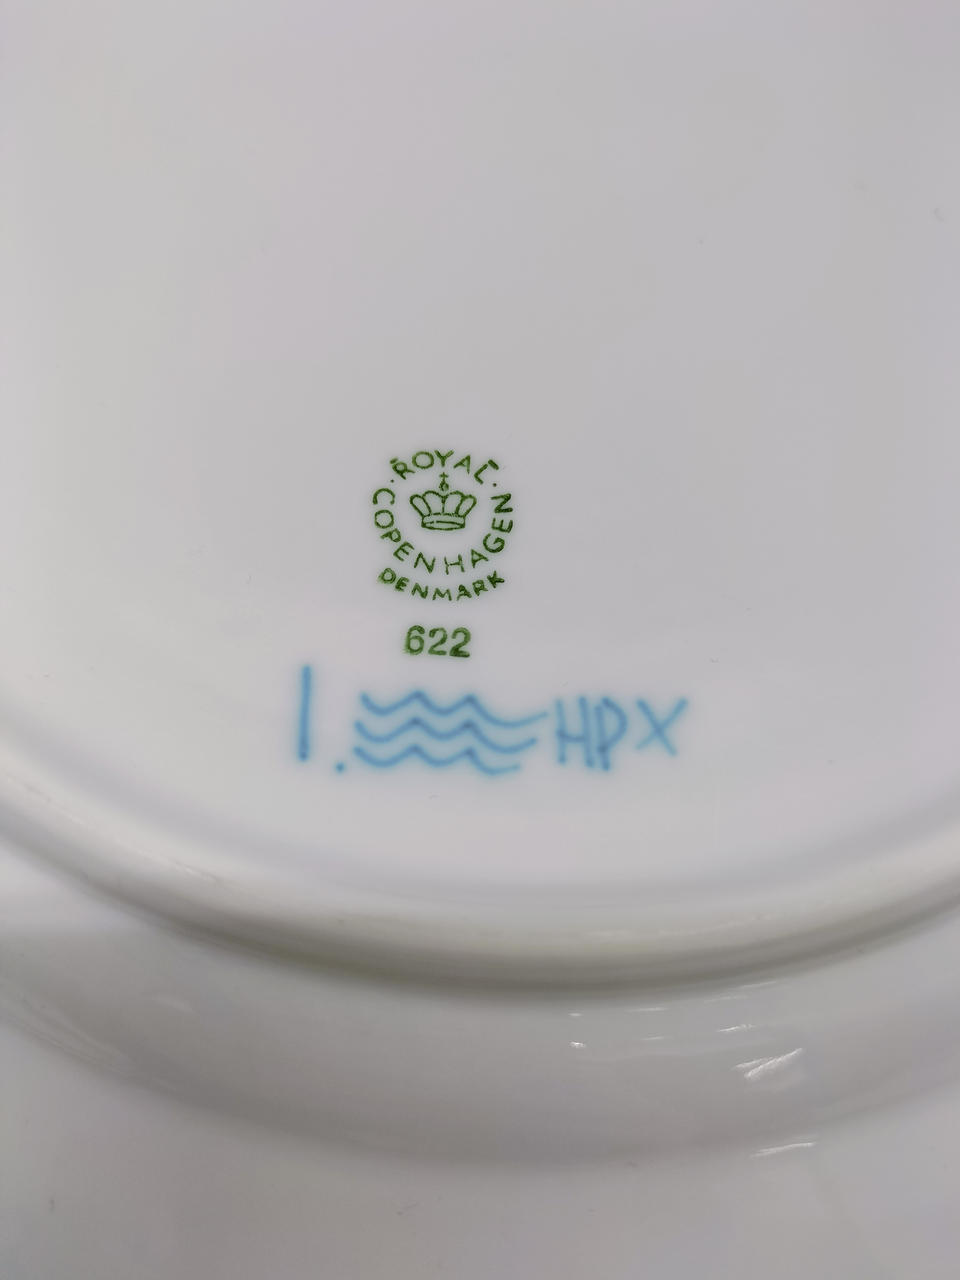 ROYAL
COPENHAGEN
DENMARK
622
1. HPX